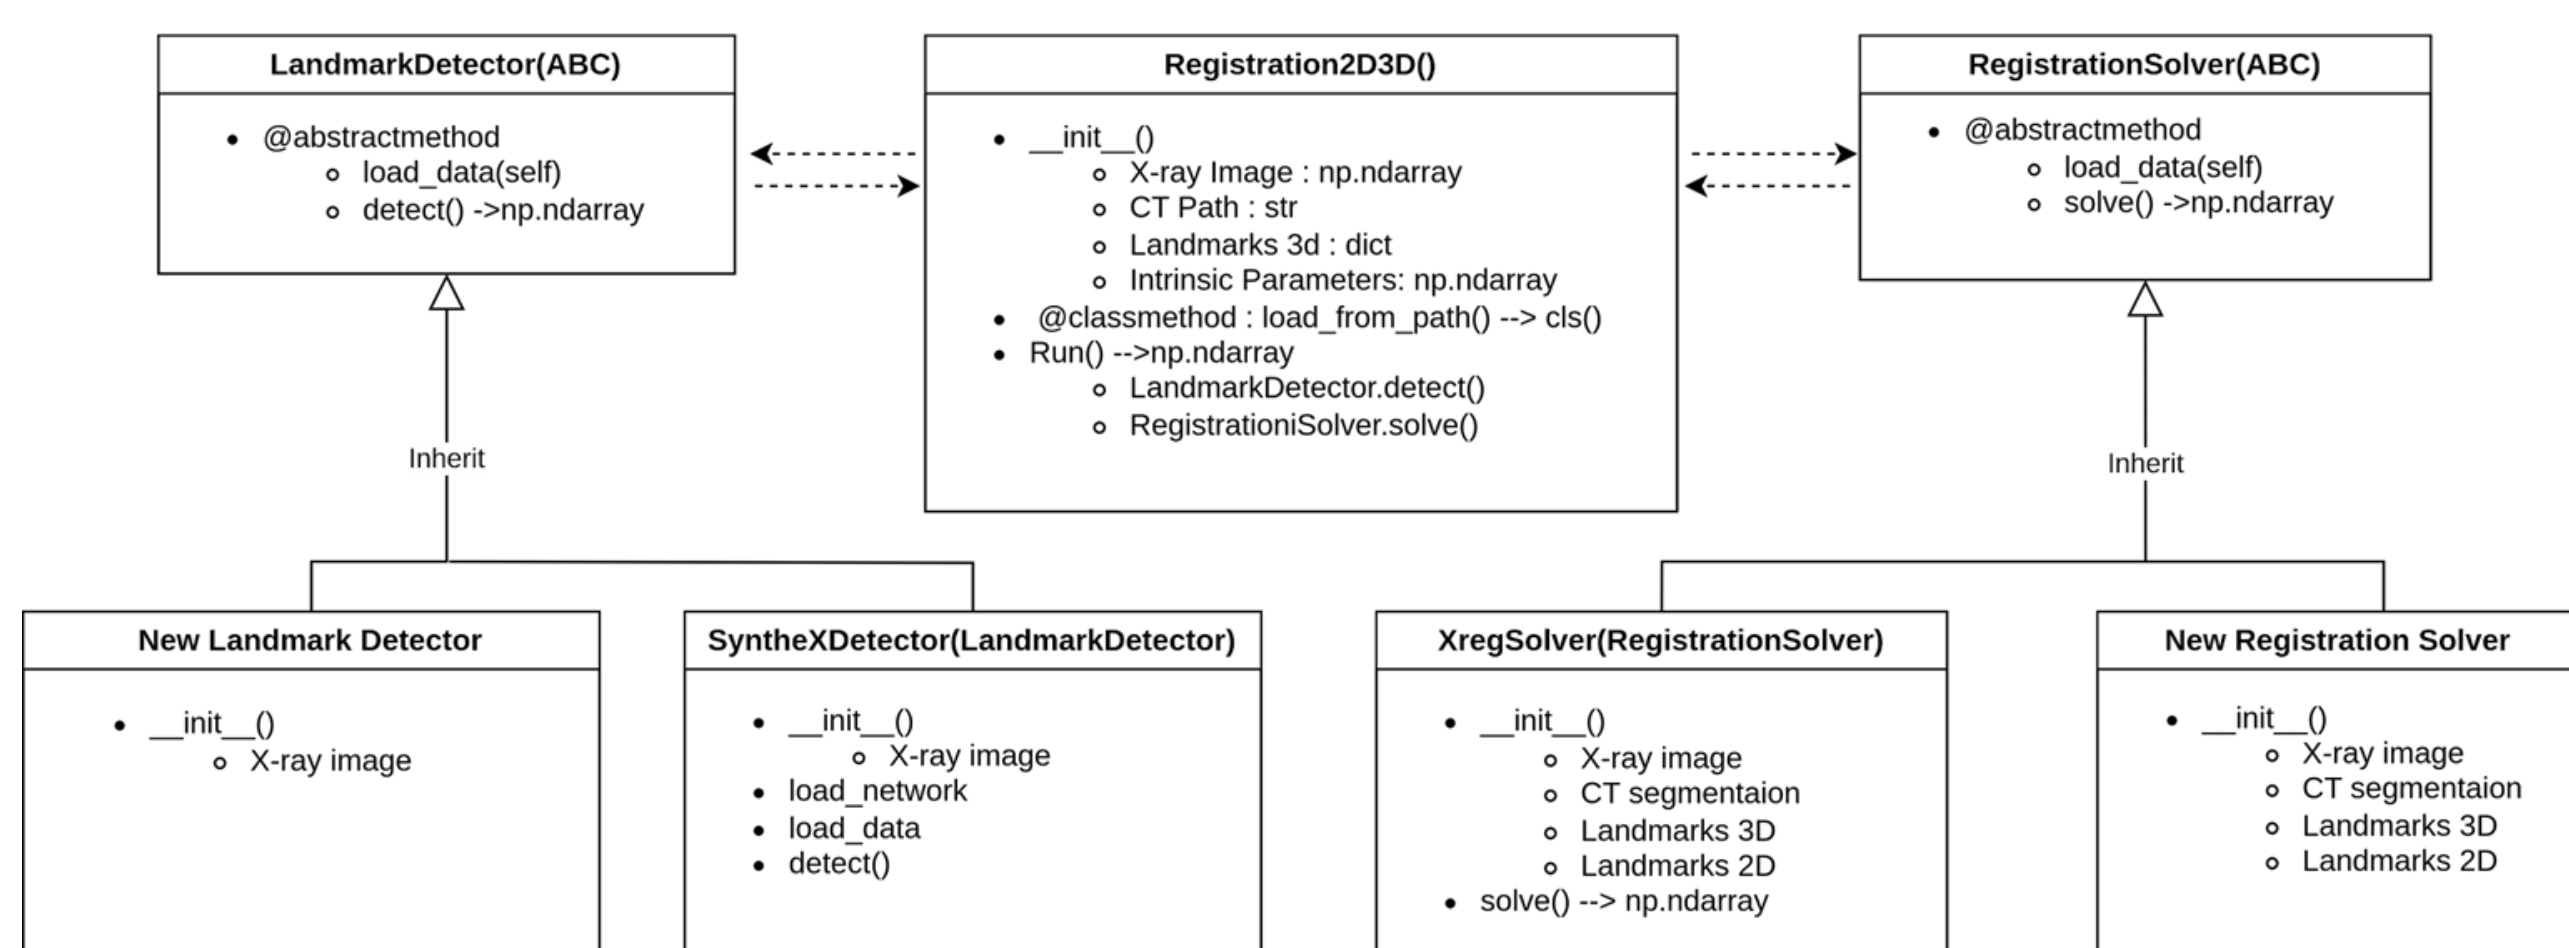 LandmarkDetector(ABC)
@abstractmethod
load_data(self)
detect() ->np.ndarray
Registration2D3D()
__init__()
X-ray Image : np.ndarray
CT Path : str
Landmarks 3d : dict
Intrinsic Parameters: np.ndarray
@classmethod : load_from_path() --> cls()
Run() -->np.ndarray
LandmarkDetector.detect()
RegistrationiSolver.solve()
RegistrationSolver(ABC)
@abstractmethod
load_data(self)
solve() ->np.ndarray
Inherit
Inherit
New Landmark Detector
__init__()
X-ray image
SyntheXDetector(LandmarkDetector)
__init__()
X-ray image
load_network
load_data
detect()
XregSolver(RegistrationSolver)
__init__()
X-ray image
CT segmentaion
Landmarks 3D
Landmarks 2D
solve() --> np.ndarray
New Registration Solver
__init__()
X-ray image
CT segmentaion
Landmarks 3D
Landmarks 2D